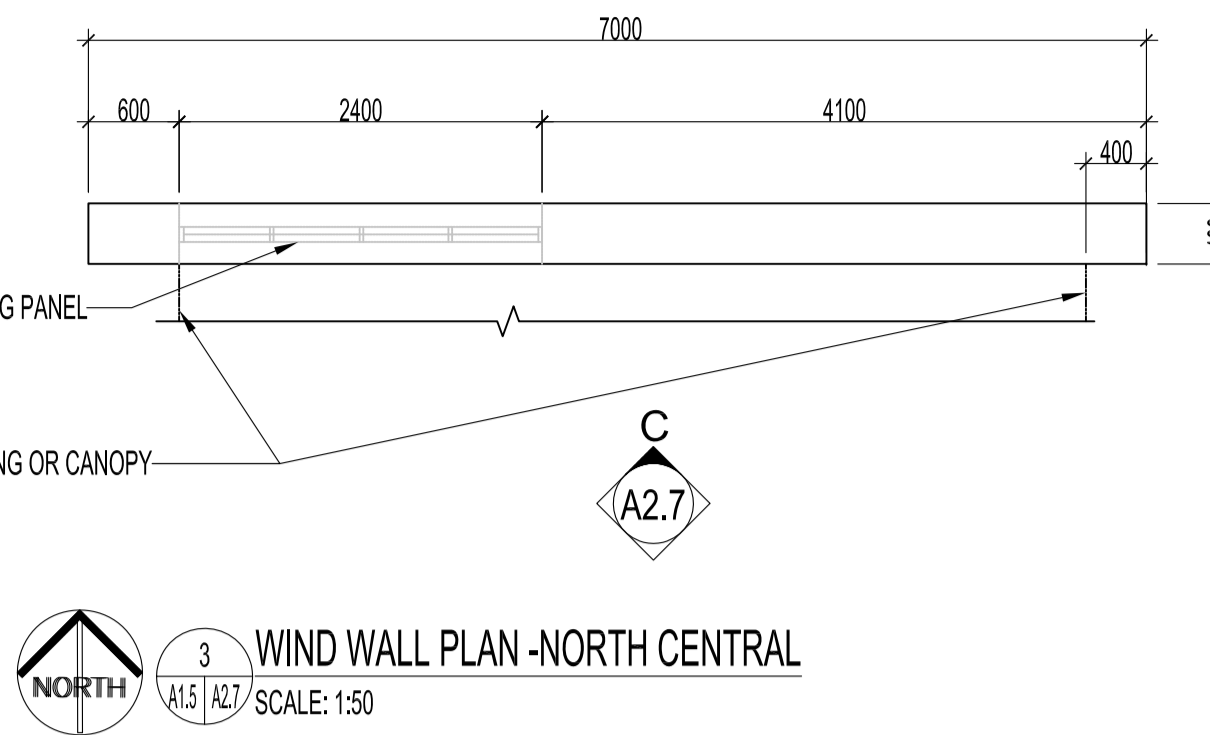 7000
600
2400
4100
400
G PANEL
NG OR CANOPY
C
A2.7
NORTH
3
A1.5 A2.7
WIND WALL PLAN -NORTH CENTRAL
SCALE: 1:50